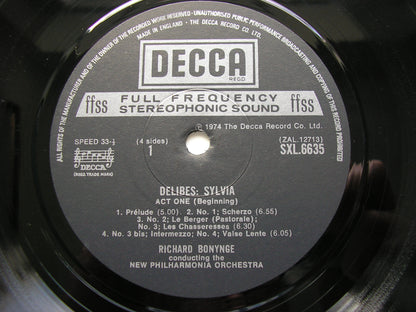 ALL RIGHTS OF THE MANUFACTURER AND OF THE OWNER OF THE RECORDED WORK RESERVED · UNAUTHORISED PUBLIC PERFORMANCE BROADCASTING AND COPYING OF THIS RECORD PROHIBITED
MADE IN ENGLAND · THE DECCA RECORD CO. LTD.
DECCA
REGD
ffss FULL FREQUENCY ffss
STEREOPHONIC SOUND
℗ 1974 The Decca Record Co. Ltd.
SPEED 33⅓ (4 sides) (ZAL.12713)
1 SXL.6635
DECCA
(REGD. TRADE MARK)
DELIBES: SYLVIA
ACT ONE (Beginning)
1. Prélude (5.00) 2. No. 1; Scherzo (6.55)
3. No. 2; Le Berger (Pastorale);
No. 3; Les Chasseresses (6.30)
4. No. 3 bis; Intermezzo: No. 4; Valse Lente (6.05)
RICHARD BONYNGE
conducting the
NEW PHILHARMONIA ORCHESTRA